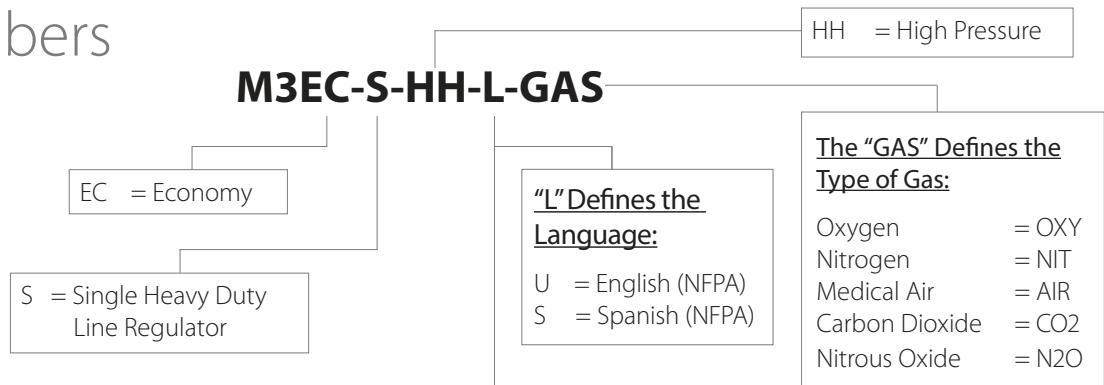 bers
HH = High Pressure
M3EC-S-HH-L-GAS
EC = Economy
S = Single Heavy Duty
Line Regulator
"L" Defines the
Language:
U = English (NFPA)
S = Spanish (NFPA)
The “GAS” Defines the
Type of Gas:
Oxygen = OXY
Nitrogen = NIT
Medical Air = AIR
Carbon Dioxide = CO2
Nitrous Oxide = N2O